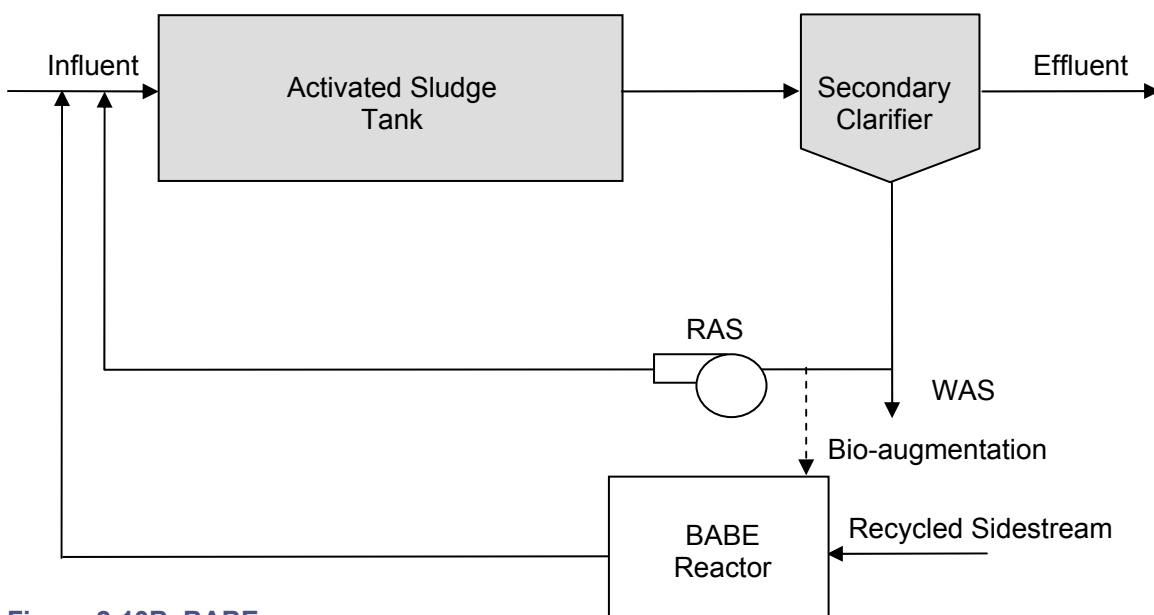 Influent
Activated Sludge
Tank
Secondary
Clarifier
Effluent
RAS
WAS
Bio-augmentation
BABE
Reactor
Recycled Sidestream